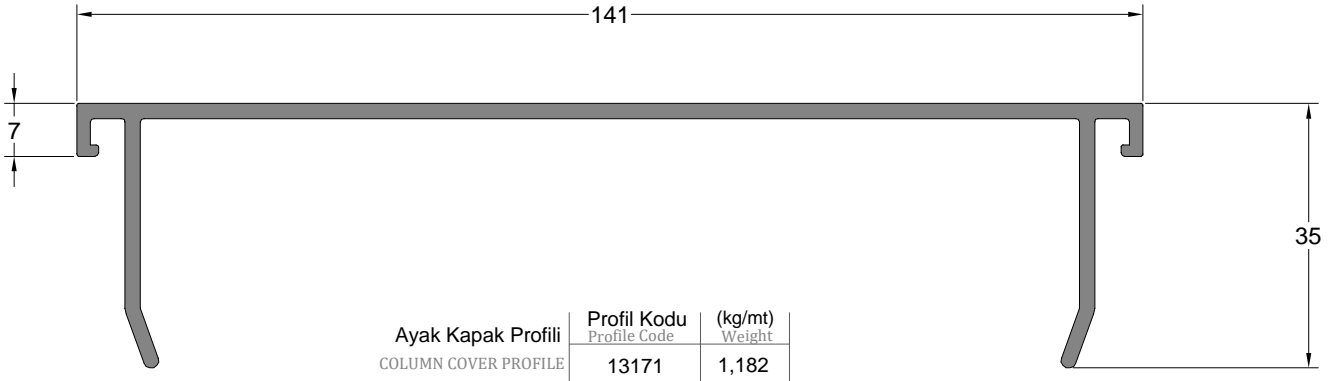 141
7
35
Ayak Kapak Profili
COLUMN COVER PROFILE
Profil Kodu
Profile Code
13171
(kg/mt)
Weight
1,182